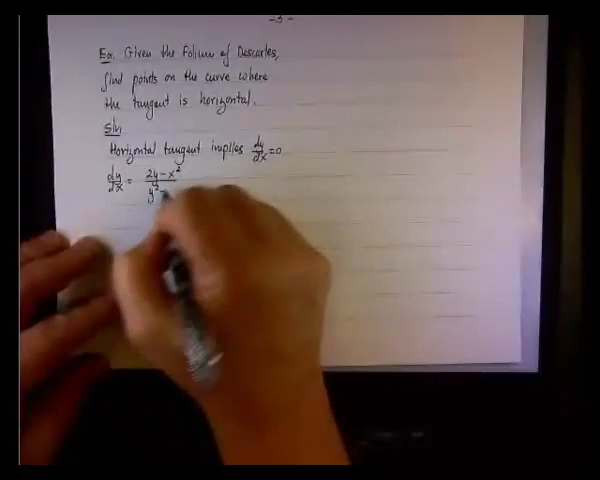 - 3 -
Ex. Given the Folium of Descartes,
find points on the curve where
the tangent is horizontal.
Sln
Horizontal tangent implies dy/dx = 0
dy/dx = (2y - x²)/(y² -